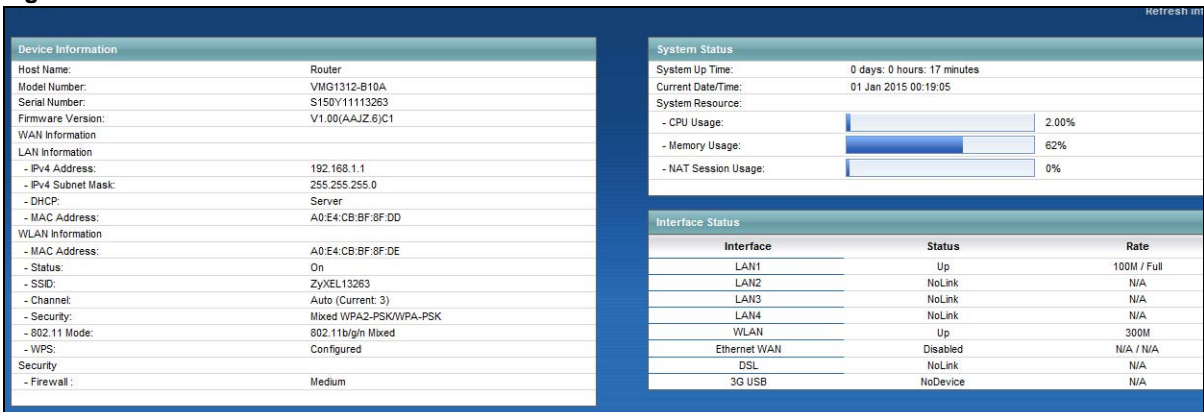 Refresh Int
Device Information
Host Name: Router
Model Number: VMG1312-B10A
Serial Number: S150Y11113263
Firmware Version: V1.00(AAJZ.6)C1
WAN Information
LAN Information
- IPv4 Address: 192.168.1.1
- IPv4 Subnet Mask: 255.255.255.0
- DHCP: Server
- MAC Address: A0:E4:CB:BF:8F:DD
WLAN Information
- MAC Address: A0:E4:CB:BF:8F:DE
- Status: On
- SSID: ZyXEL13263
- Channel: Auto (Current: 3)
- Security: Mixed WPA2-PSK/WPA-PSK
- 802.11 Mode: 802.11b/g/n Mixed
- WPS: Configured
Security
- Firewall : Medium
System Status
System Up Time: 0 days: 0 hours: 17 minutes
Current Date/Time: 01 Jan 2015 00:19:05
System Resource:
- CPU Usage: 2.00%
- Memory Usage: 62%
- NAT Session Usage: 0%
Interface Status
Interface Status Rate
LAN1 Up 100M / Full
LAN2 NoLink N/A
LAN3 NoLink N/A
LAN4 NoLink N/A
WLAN Up 300M
Ethernet WAN Disabled N/A / N/A
DSL NoLink N/A
3G USB NoDevice N/A